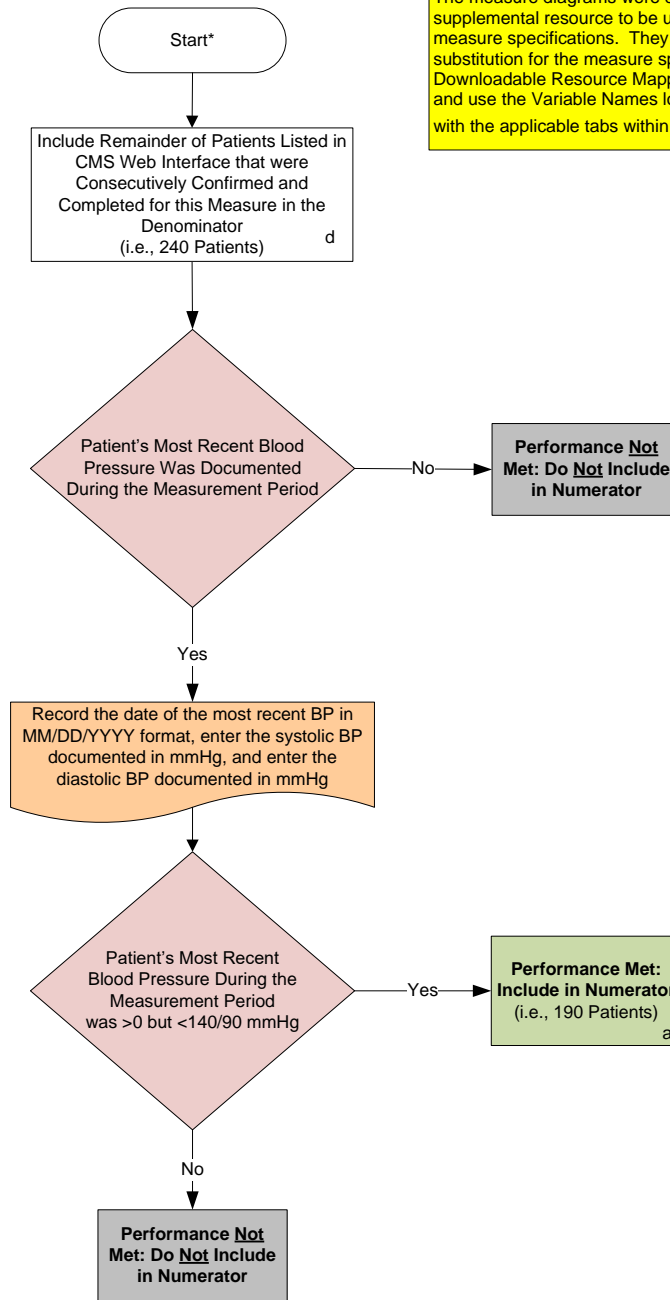 The measure diagrams were
supplemental resource to be
measure specifications. They
substitution for the measure
Downloadable Resource
and use the Variable Names
with the applicable tabs within
Start*
Include Remainder of Patients Listed in
CMS Web Interface that were
Consecutively Confirmed and
Completed for this Measure in the
Denominator
(i.e., 240 Patients)
d
Patient's Most Recent Blood
Pressure Was Documented
During the Measurement Period
No
Performance Not
Met: Do Not Include
in Numerator
Yes
Record the date of the most recent BP in
MM/DD/YYYY format, enter the systolic BP
documented in mmHg, and enter the
diastolic BP documented in mmHg
Patient's Most Recent
Blood Pressure During the
Measurement Period
was >0 but <140/90 mmHg
Yes
Performance Met:
Include in Numerator
(i.e., 190 Patients)
a
No
Performance Not
Met: Do Not Include
in Numerator